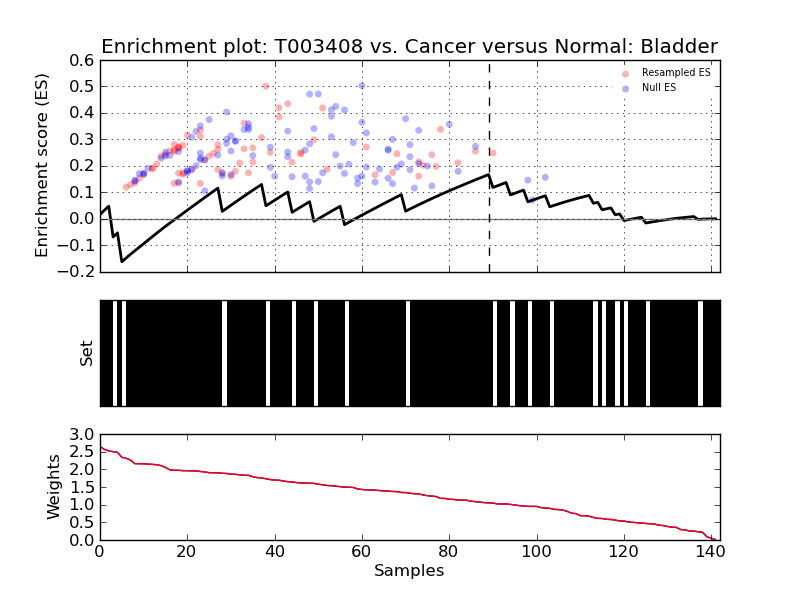 Enrichment plot: T003408 vs. Cancer versus Normal: Bladder
Enrichment score (ES)
0.6
0.5
0.4
0.3
0.2
0.1
0.0
−0.1
−0.2
Resampled ES
Null ES
Set
Weights
3.0
2.5
2.0
1.5
1.0
0.5
0.0
0 20 40 60 80 100 120 140
Samples